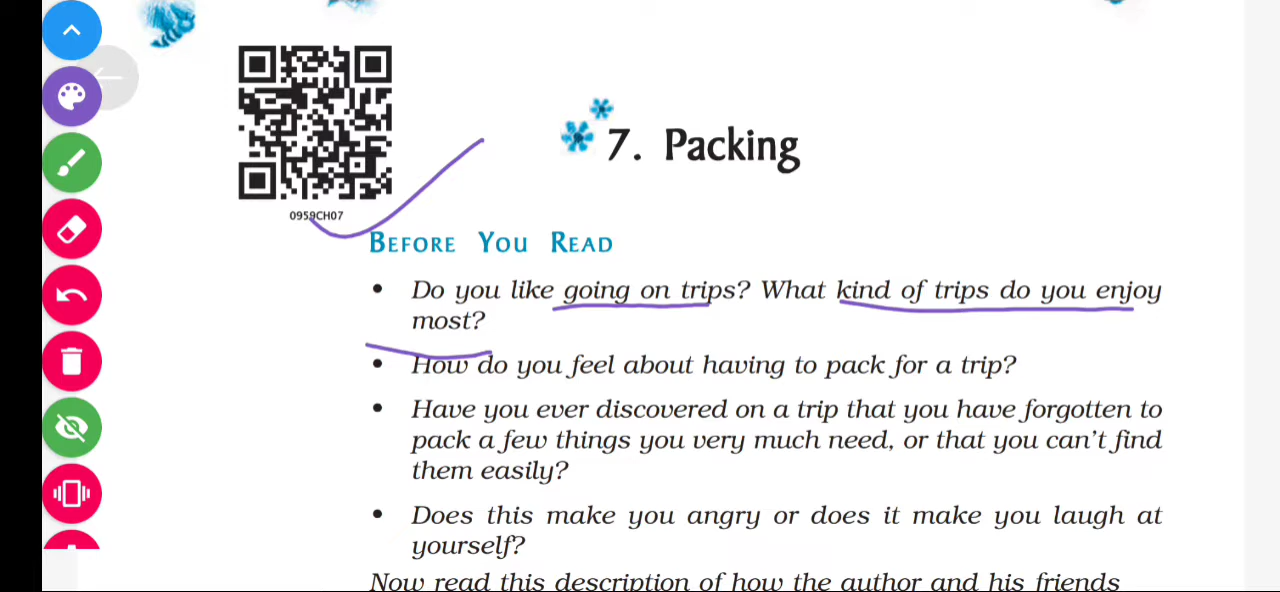 0959CH07
7. Packing
BEFORE YOU READ
• Do you like going on trips? What kind of trips do you enjoy
most?
• How do you feel about having to pack for a trip?
• Have you ever discovered on a trip that you have forgotten to
pack a few things you very much need, or that you can't find
them easily?
• Does this make you angry or does it make you laugh at
yourself?
Now read this description of how the author and his friends